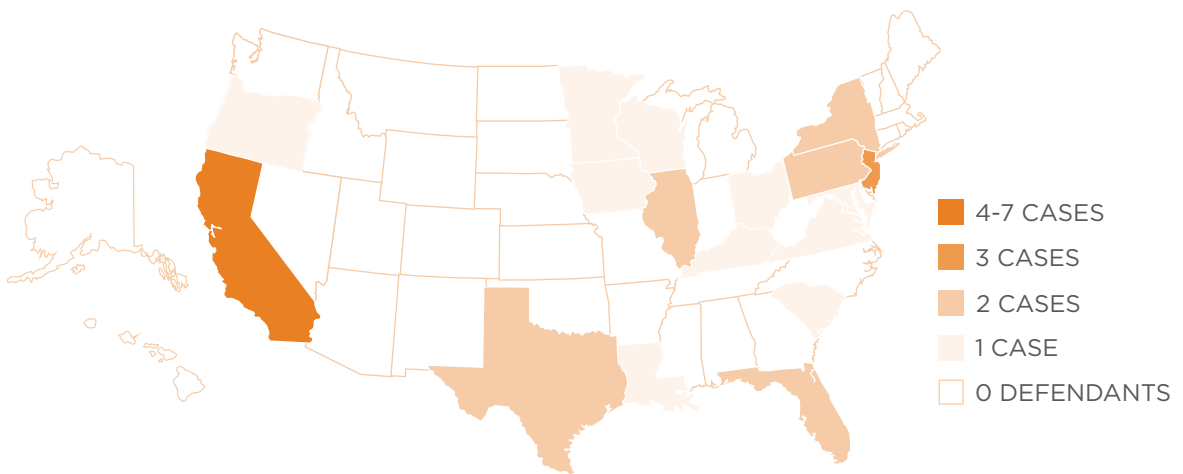 4-7 CASES
3 CASES
2 CASES
1 CASE
0 DEFENDANTS